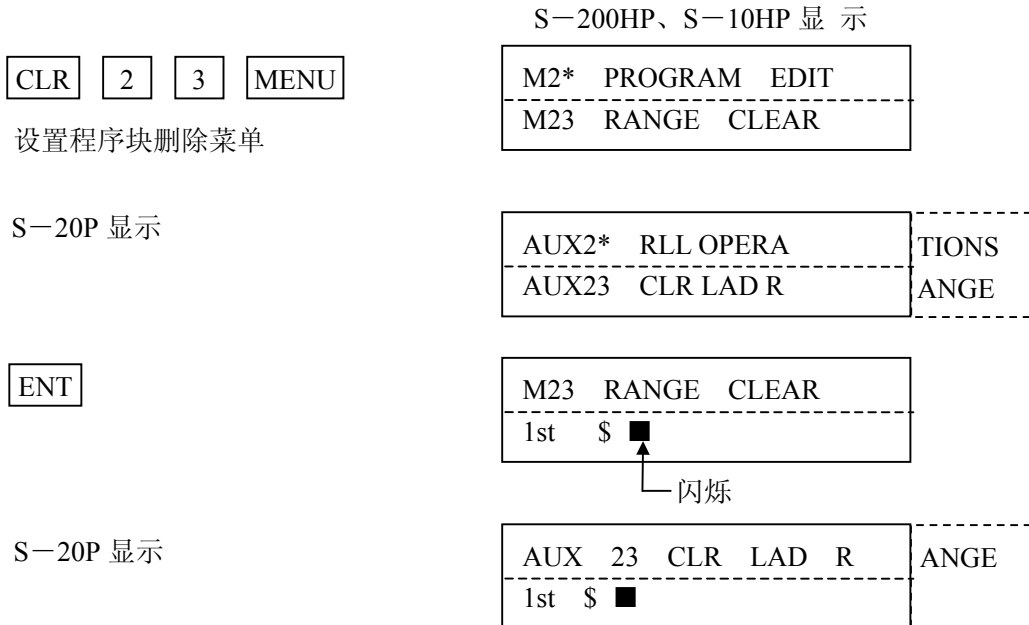 S－200HP、S－10HP 显 示
CLR 2 3 MENU
M2* PROGRAM EDIT
M23 RANGE CLEAR
设置程序块删除菜单
S－20P 显示
AUX2* RLL OPERA TIONS
AUX23 CLR LAD R ANGE
ENT
M23 RANGE CLEAR
1st $ ■
闪烁
S－20P 显示
AUX 23 CLR LAD R ANGE
1st $ ■